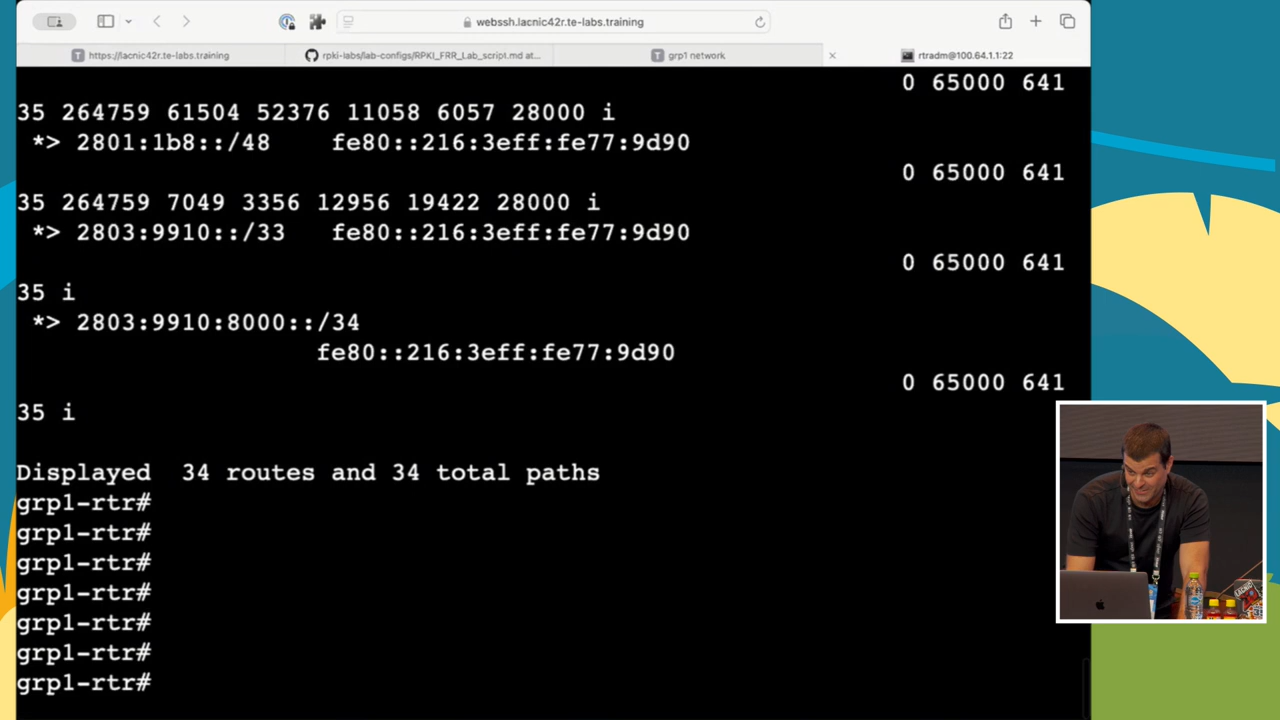 webssh.lacnic42r.te-labs.training
https://lacnic42r.te-labs.training
rpki-labs/lab-configs/RPKI_FRR_Lab_script.md at...
grp1 network
rtradm@100.64.1.1:22
0 65000 641
35 264759 61504 52376 11058 6057 28000 i
*> 2801:1b8::/48 fe80::216:3eff:fe77:9d90
0 65000 641
35 264759 7049 3356 12956 19422 28000 i
*> 2803:9910::/33 fe80::216:3eff:fe77:9d90
0 65000 641
35 i
*> 2803:9910:8000::/34
fe80::216:3eff:fe77:9d90
0 65000 641
35 i
Displayed 34 routes and 34 total paths
grp1-rtr#
grp1-rtr#
grp1-rtr#
grp1-rtr#
grp1-rtr#
grp1-rtr#
grp1-rtr#
LACNIC